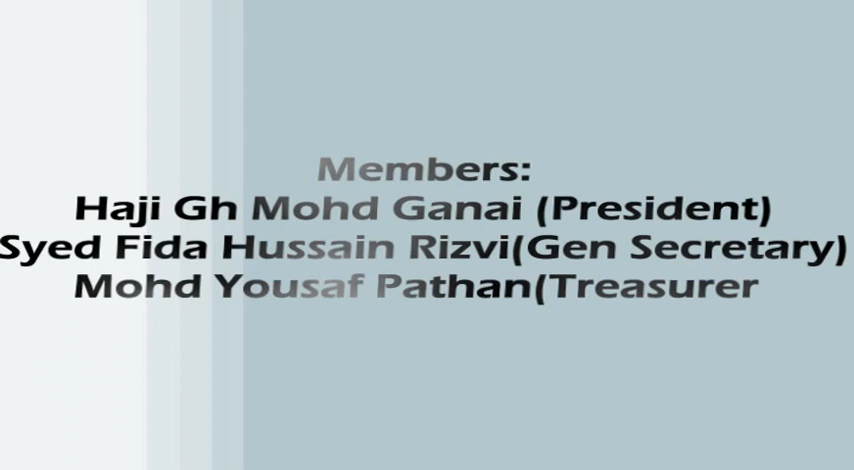 Members:
Haji Gh Mohd Ganai (President)
Syed Fida Hussain Rizvi(Gen Secretary)
Mohd Yousaf Pathan(Treasurer